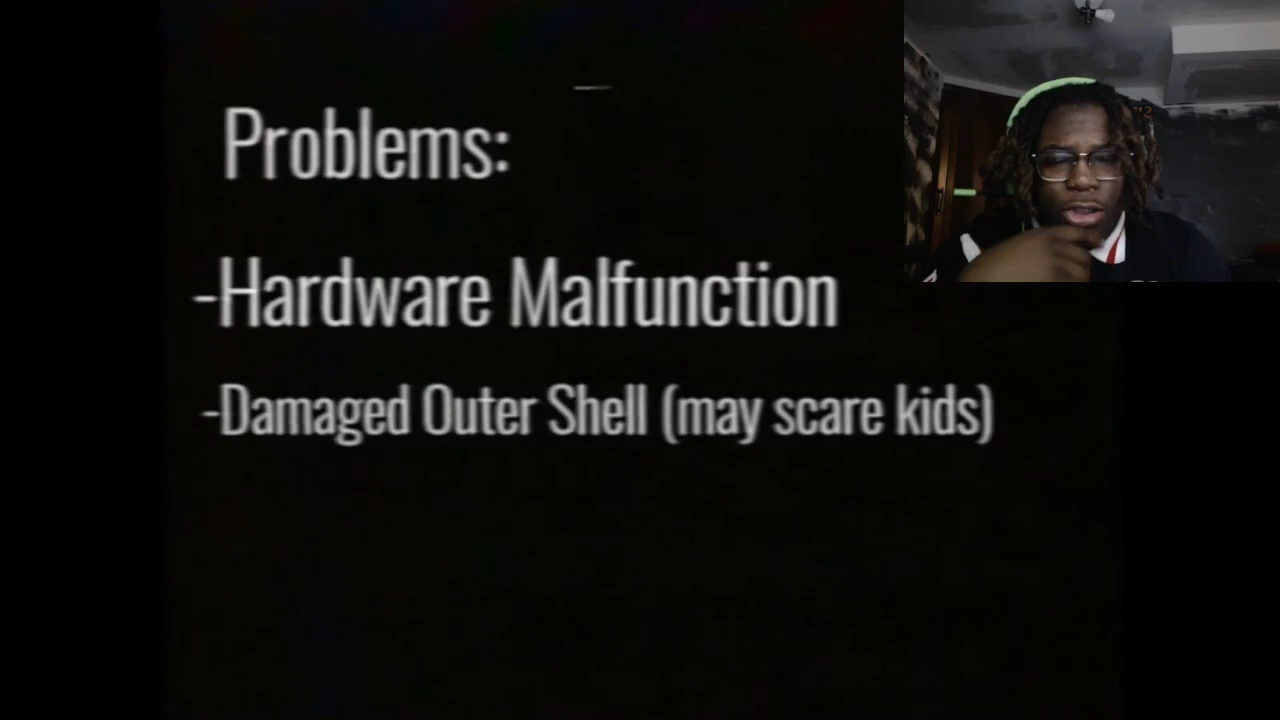 Problems:
-Hardware Malfunction
-Damaged Outer Shell (may scare kids)